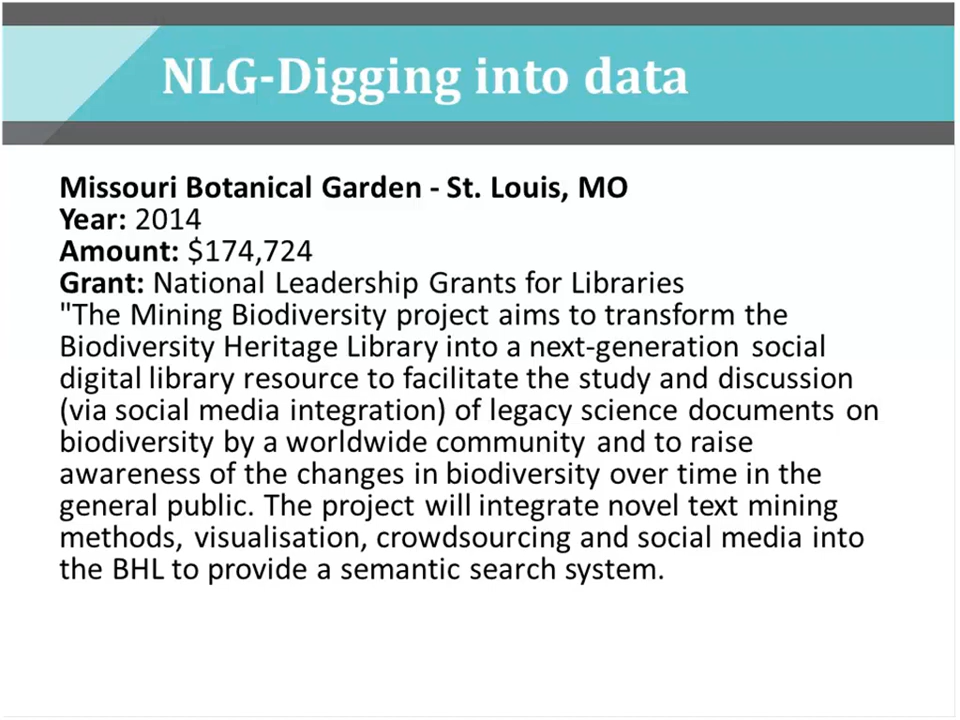 NLG-Digging into data
Missouri Botanical Garden - St. Louis, MO
Year: 2014
Amount: $174,724
Grant: National Leadership Grants for Libraries
"The Mining Biodiversity project aims to transform the
Biodiversity Heritage Library into a next-generation social
digital library resource to facilitate the study and discussion
(via social media integration) of legacy science documents on
biodiversity by a worldwide community and to raise
awareness of the changes in biodiversity over time in the
general public. The project will integrate novel text mining
methods, visualisation, crowdsourcing and social media into
the BHL to provide a semantic search system.